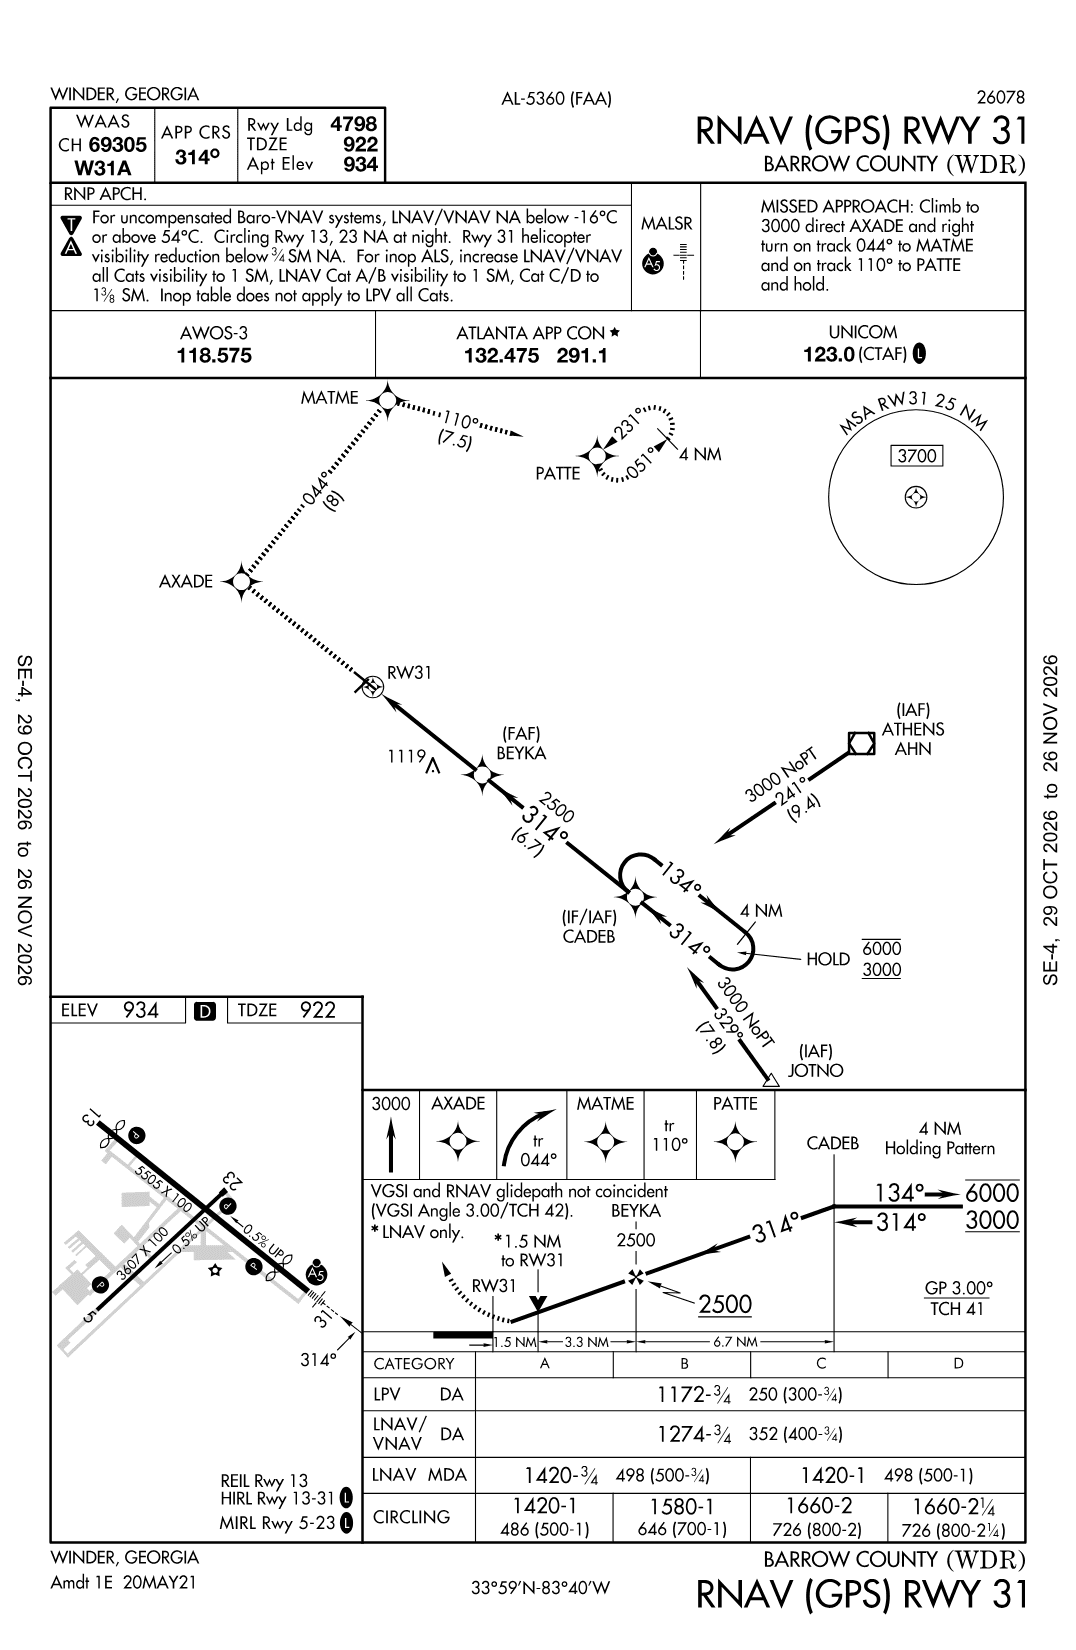 WINDER, GEORGIA
AL-5360 (FAA)
26078
WAAS
CH 69305
W31A
APP CRS
314°
Rwy Ldg 4798
TDZE 922
Apt Elev 934
RNAV (GPS) RWY 31
BARROW COUNTY (WDR)
RNP APCH.
T
A
For uncompensated Baro-VNAV systems, LNAV/VNAV NA below -16°C
or above 54°C. Circling Rwy 13, 23 NA at night. Rwy 31 helicopter
visibility reduction below ¾ SM NA. For inop ALS, increase LNAV/VNAV
all Cats visibility to 1 SM, LNAV Cat A/B visibility to 1 SM, Cat C/D to
1⅜ SM. Inop table does not apply to LPV all Cats.
MALSR
A5
MISSED APPROACH: Climb to
3000 direct AXADE and right
turn on track 044° to MATME
and on track 110° to PATTE
and hold.
AWOS-3
118.575
ATLANTA APP CON ★
132.475 291.1
UNICOM
123.0 (CTAF) L
MATME
110°
(7.5)
231°
051°
4 NM
PATTE
MSA RW31 25 NM
3700
044°
(8)
AXADE
RW31
(FAF)
BEYKA
1119
2500
314°
(6.7)
(IAF)
ATHENS
AHN
3000 NoPT
241°
(9.4)
134°
4 NM
(IF/IAF)
CADEB
314°
HOLD
6000
3000
3000 NoPT
329°
(7.8)
(IAF)
JOTNO
SE-4, 29 OCT 2026 to 26 NOV 2026
SE-4, 29 OCT 2026 to 26 NOV 2026
ELEV 934
D
TDZE 922
13
P
5505 X 100
23
P
0.5% UP
3607 X 100
0.5% UP
P
P
A5
5
31
314°
REIL Rwy 13
HIRL Rwy 13-31 L
MIRL Rwy 5-23 L
3000
AXADE
tr
044°
MATME
tr
110°
PATTE
CADEB
4 NM
Holding Pattern
VGSI and RNAV glidepath not coincident
(VGSI Angle 3.00/TCH 42).
*LNAV only.
BEYKA
2500
*1.5 NM
to RW31
RW31
314°
134°
6000
314°
3000
2500
GP 3.00°
TCH 41
1.5 NM
3.3 NM
6.7 NM
CATEGORY A B C D
LPV DA 1172-¾ 250 (300-¾)
LNAV/
VNAV DA 1274-¾ 352 (400-¾)
LNAV MDA 1420-¾ 498 (500-¾) 1420-1 498 (500-1)
CIRCLING
1420-1 1580-1 1660-2 1660-2¼
486 (500-1) 646 (700-1) 726 (800-2) 726 (800-2¼)
WINDER, GEORGIA
Amdt 1E 20MAY21
33°59'N-83°40'W
BARROW COUNTY (WDR)
RNAV (GPS) RWY 31